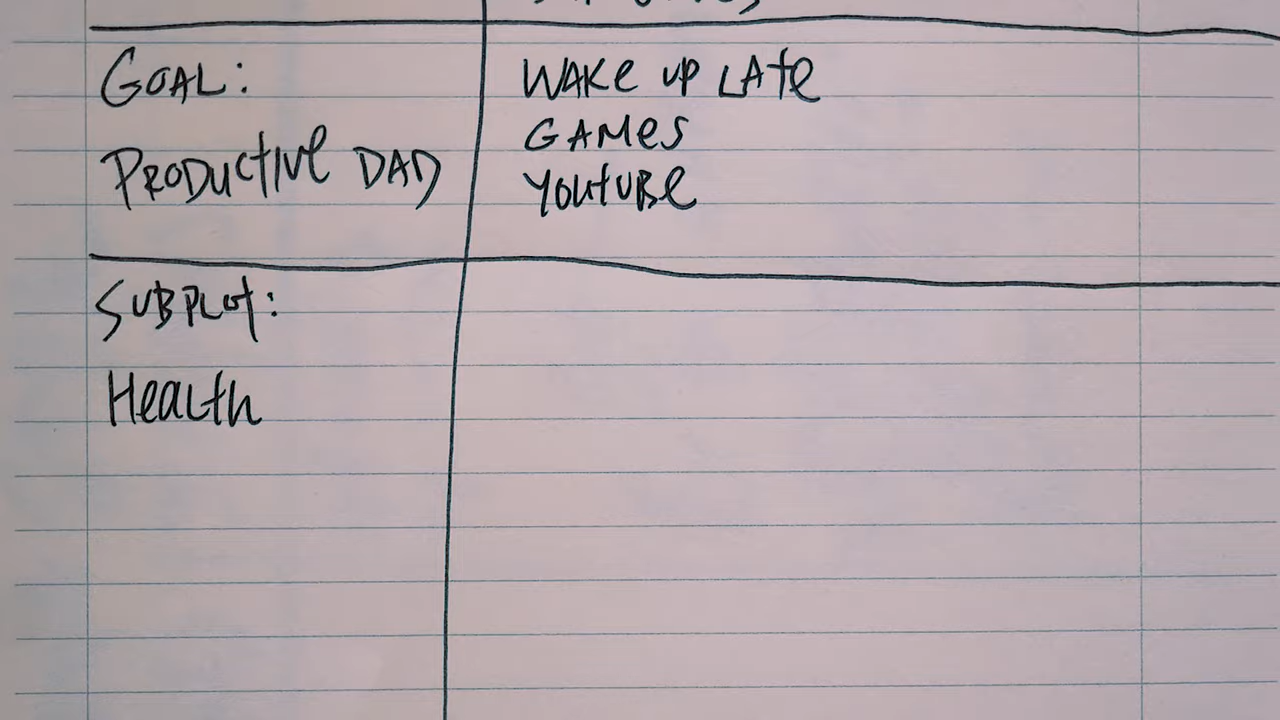 GOAL:
PRODUCTIVE DAD
WAKE UP LATE
GAMES
YOUTUBE
SUBPLOT:
HEALTH